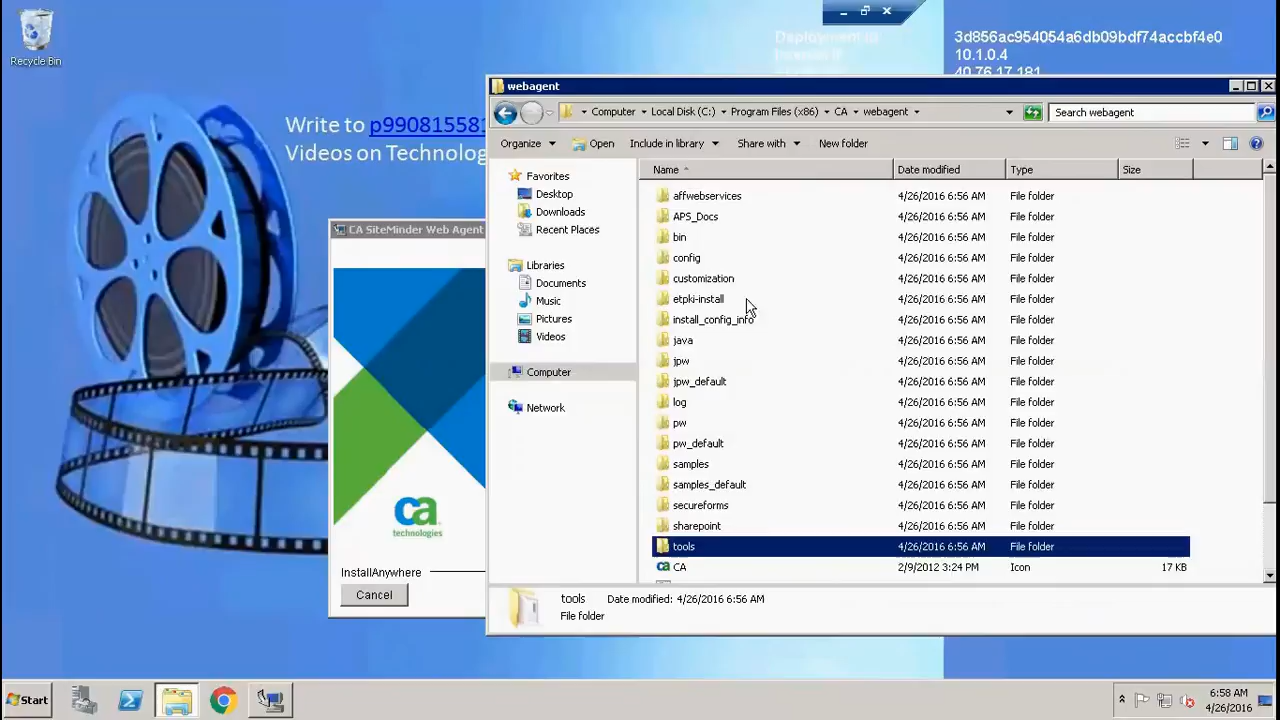 Recycle Bin
Write to p990815581
Videos on Technolog
3d856ac954054a6db09bdf74accbf4e0
10.1.0.4
40.76.17.181
webagent
Computer ▸ Local Disk (C:) ▸ Program Files (x86) ▸ CA ▸ webagent
Search webagent
Organize Open Include in library Share with New folder
Favorites
Desktop
Downloads
Recent Places
Libraries
Documents
Music
Pictures
Videos
Computer
Network
Name Date modified Type Size
affwebservices 4/26/2016 6:56 AM File folder
APS_Docs 4/26/2016 6:56 AM File folder
bin 4/26/2016 6:56 AM File folder
config 4/26/2016 6:56 AM File folder
customization 4/26/2016 6:56 AM File folder
etpki-install 4/26/2016 6:56 AM File folder
install_config_info 4/26/2016 6:56 AM File folder
java 4/26/2016 6:56 AM File folder
jpw 4/26/2016 6:56 AM File folder
jpw_default 4/26/2016 6:56 AM File folder
log 4/26/2016 6:56 AM File folder
pw 4/26/2016 6:56 AM File folder
pw_default 4/26/2016 6:56 AM File folder
samples 4/26/2016 6:56 AM File folder
samples_default 4/26/2016 6:56 AM File folder
secureforms 4/26/2016 6:56 AM File folder
sharepoint 4/26/2016 6:56 AM File folder
tools 4/26/2016 6:56 AM File folder
CA 2/9/2012 3:24 PM Icon 17 KB
tools Date modified: 4/26/2016 6:56 AM
File folder
CA SiteMinder Web Agent
ca
technologies
InstallAnywhere
Cancel
Start
6:58 AM
4/26/2016